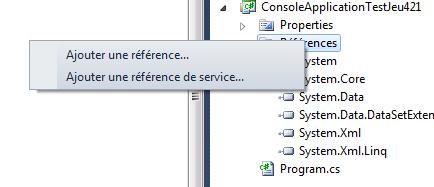 ConsoleApplicationTestJeu421
Properties
Références
Ajouter une référence...
Ajouter une référence de service...
System.Core
System.Data
System.Data.DataSetExten
System.Xml
System.Xml.Linq
Program.cs